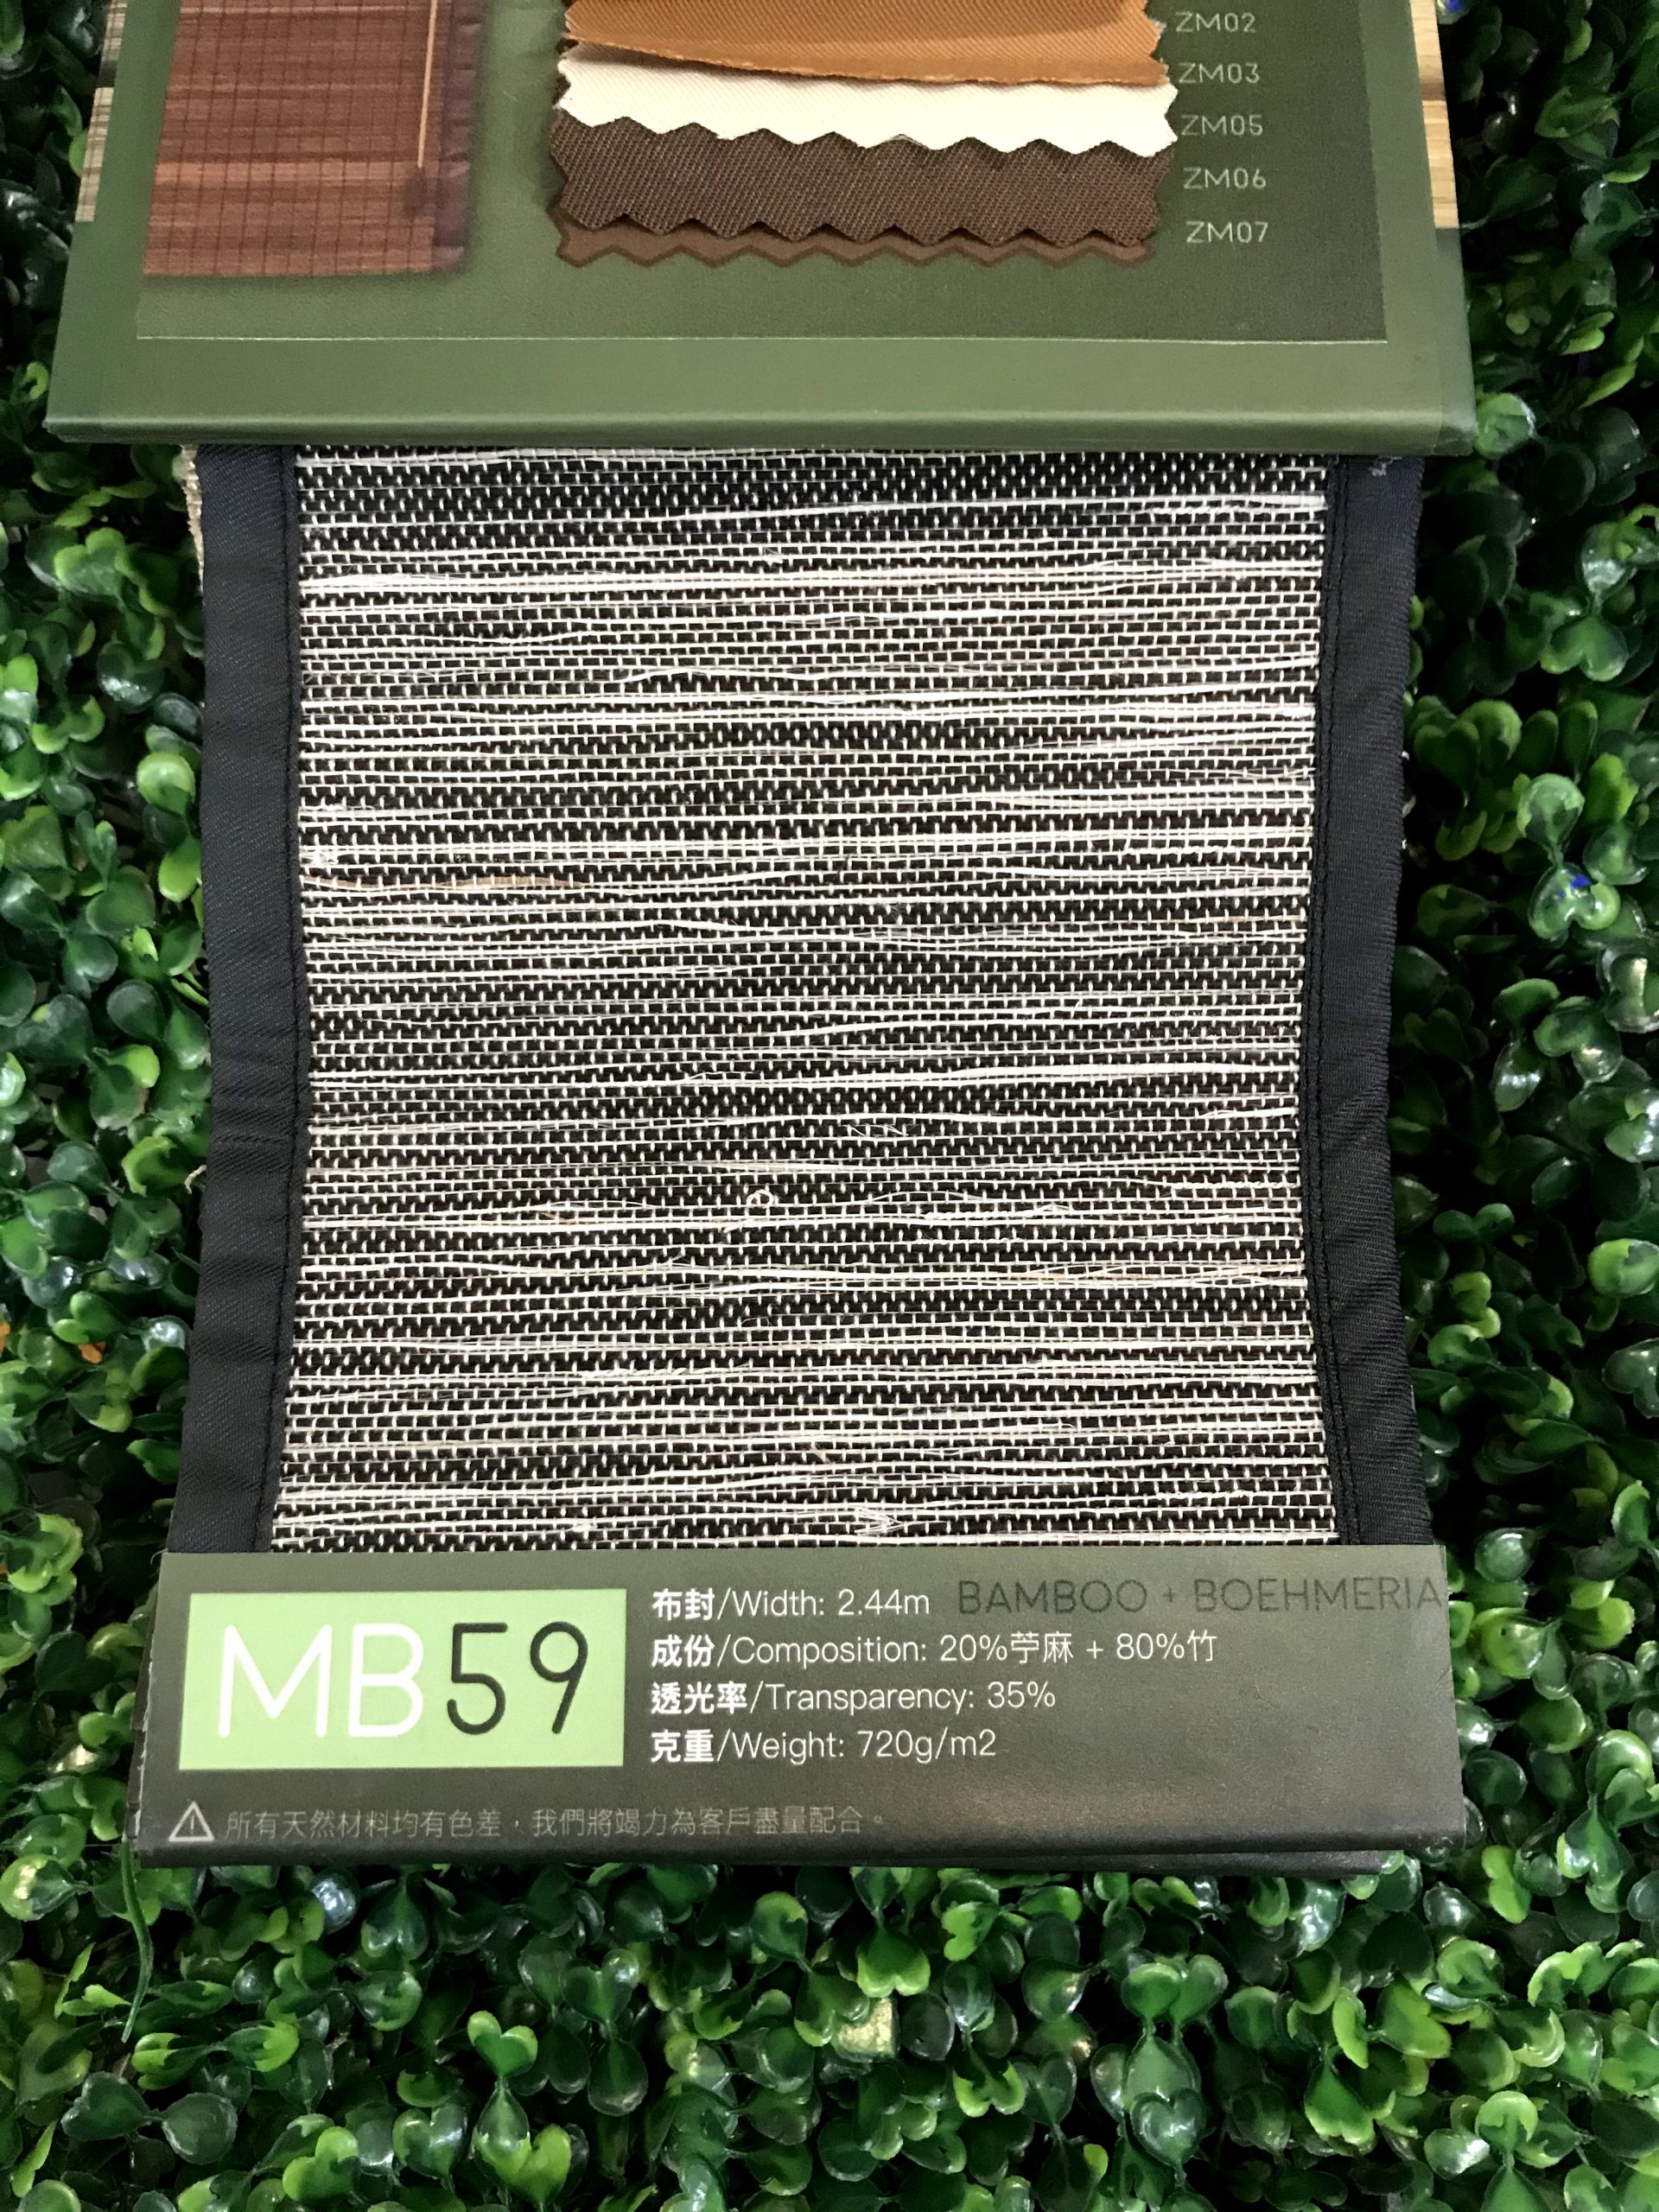 ZM02
ZM03
ZM05
ZM06
ZM07
MB59
布封/Width: 2.44m BAMBOO + BOEHMERIA
成份/Composition: 20%苧麻 + 80%竹
透光率/Transparency: 35%
克重/Weight: 720g/m2
所有天然材料均有色差，我們將竭力為客戶盡量配合。